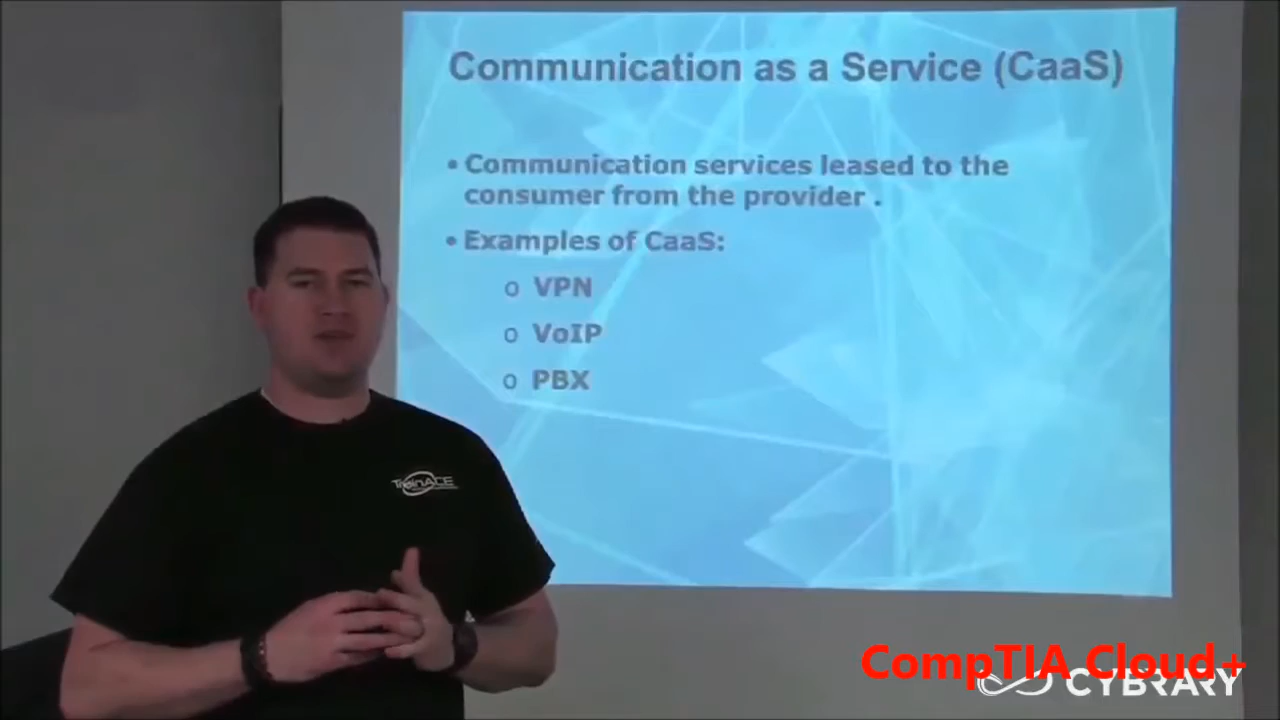 Communication as a Service (CaaS)
• Communication services leased to the
consumer from the provider .
• Examples of CaaS:
o VPN
o VoIP
o PBX
TrainACE
CompTIA Cloud+
CYBRARY